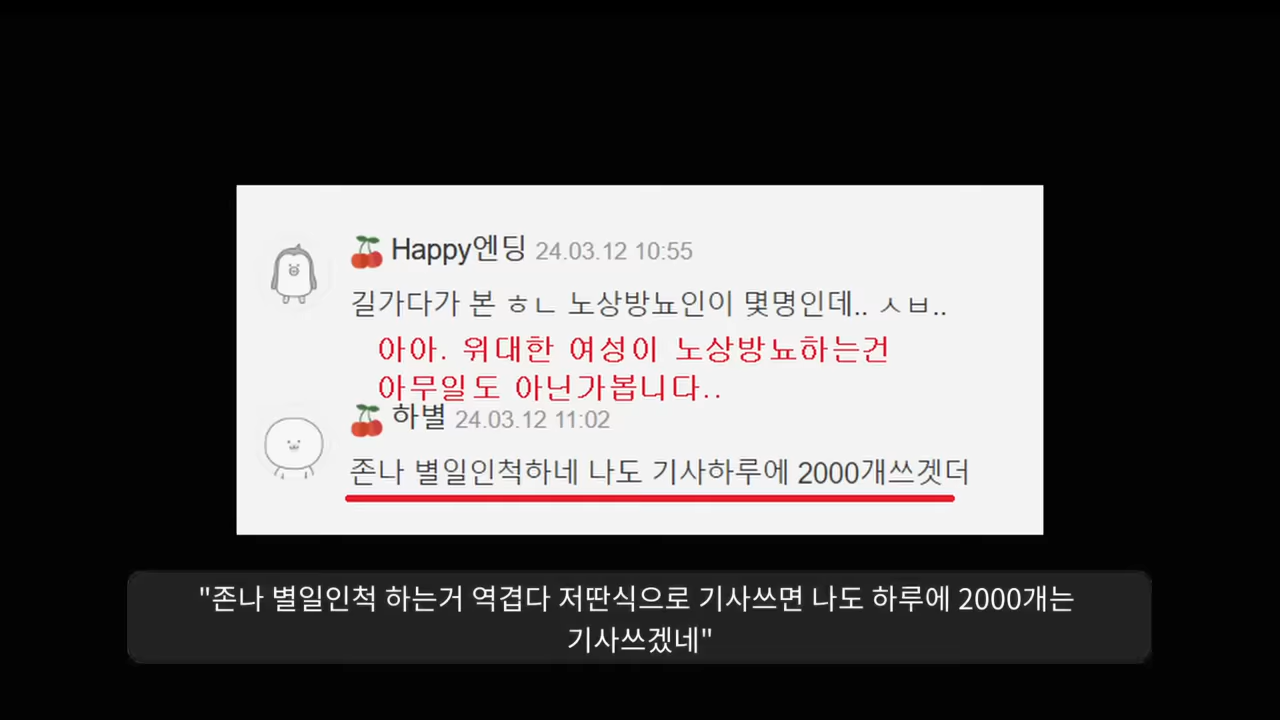 Happy엔딩 24.03.12 10:55
길가다가 본 ㅎㄴ 노상방뇨인이 몇명인데.. ㅅㅂ..
아아. 위대한 여성이 노상방뇨하는건
아무일도 아닌가봅니다..
하별 24.03.12 11:02
존나 별일인척하네 나도 기사하루에 2000개쓰겟더
"존나 별일인척 하는거 역겹다 저딴식으로 기사쓰면 나도 하루에 2000개는
기사쓰겠네"